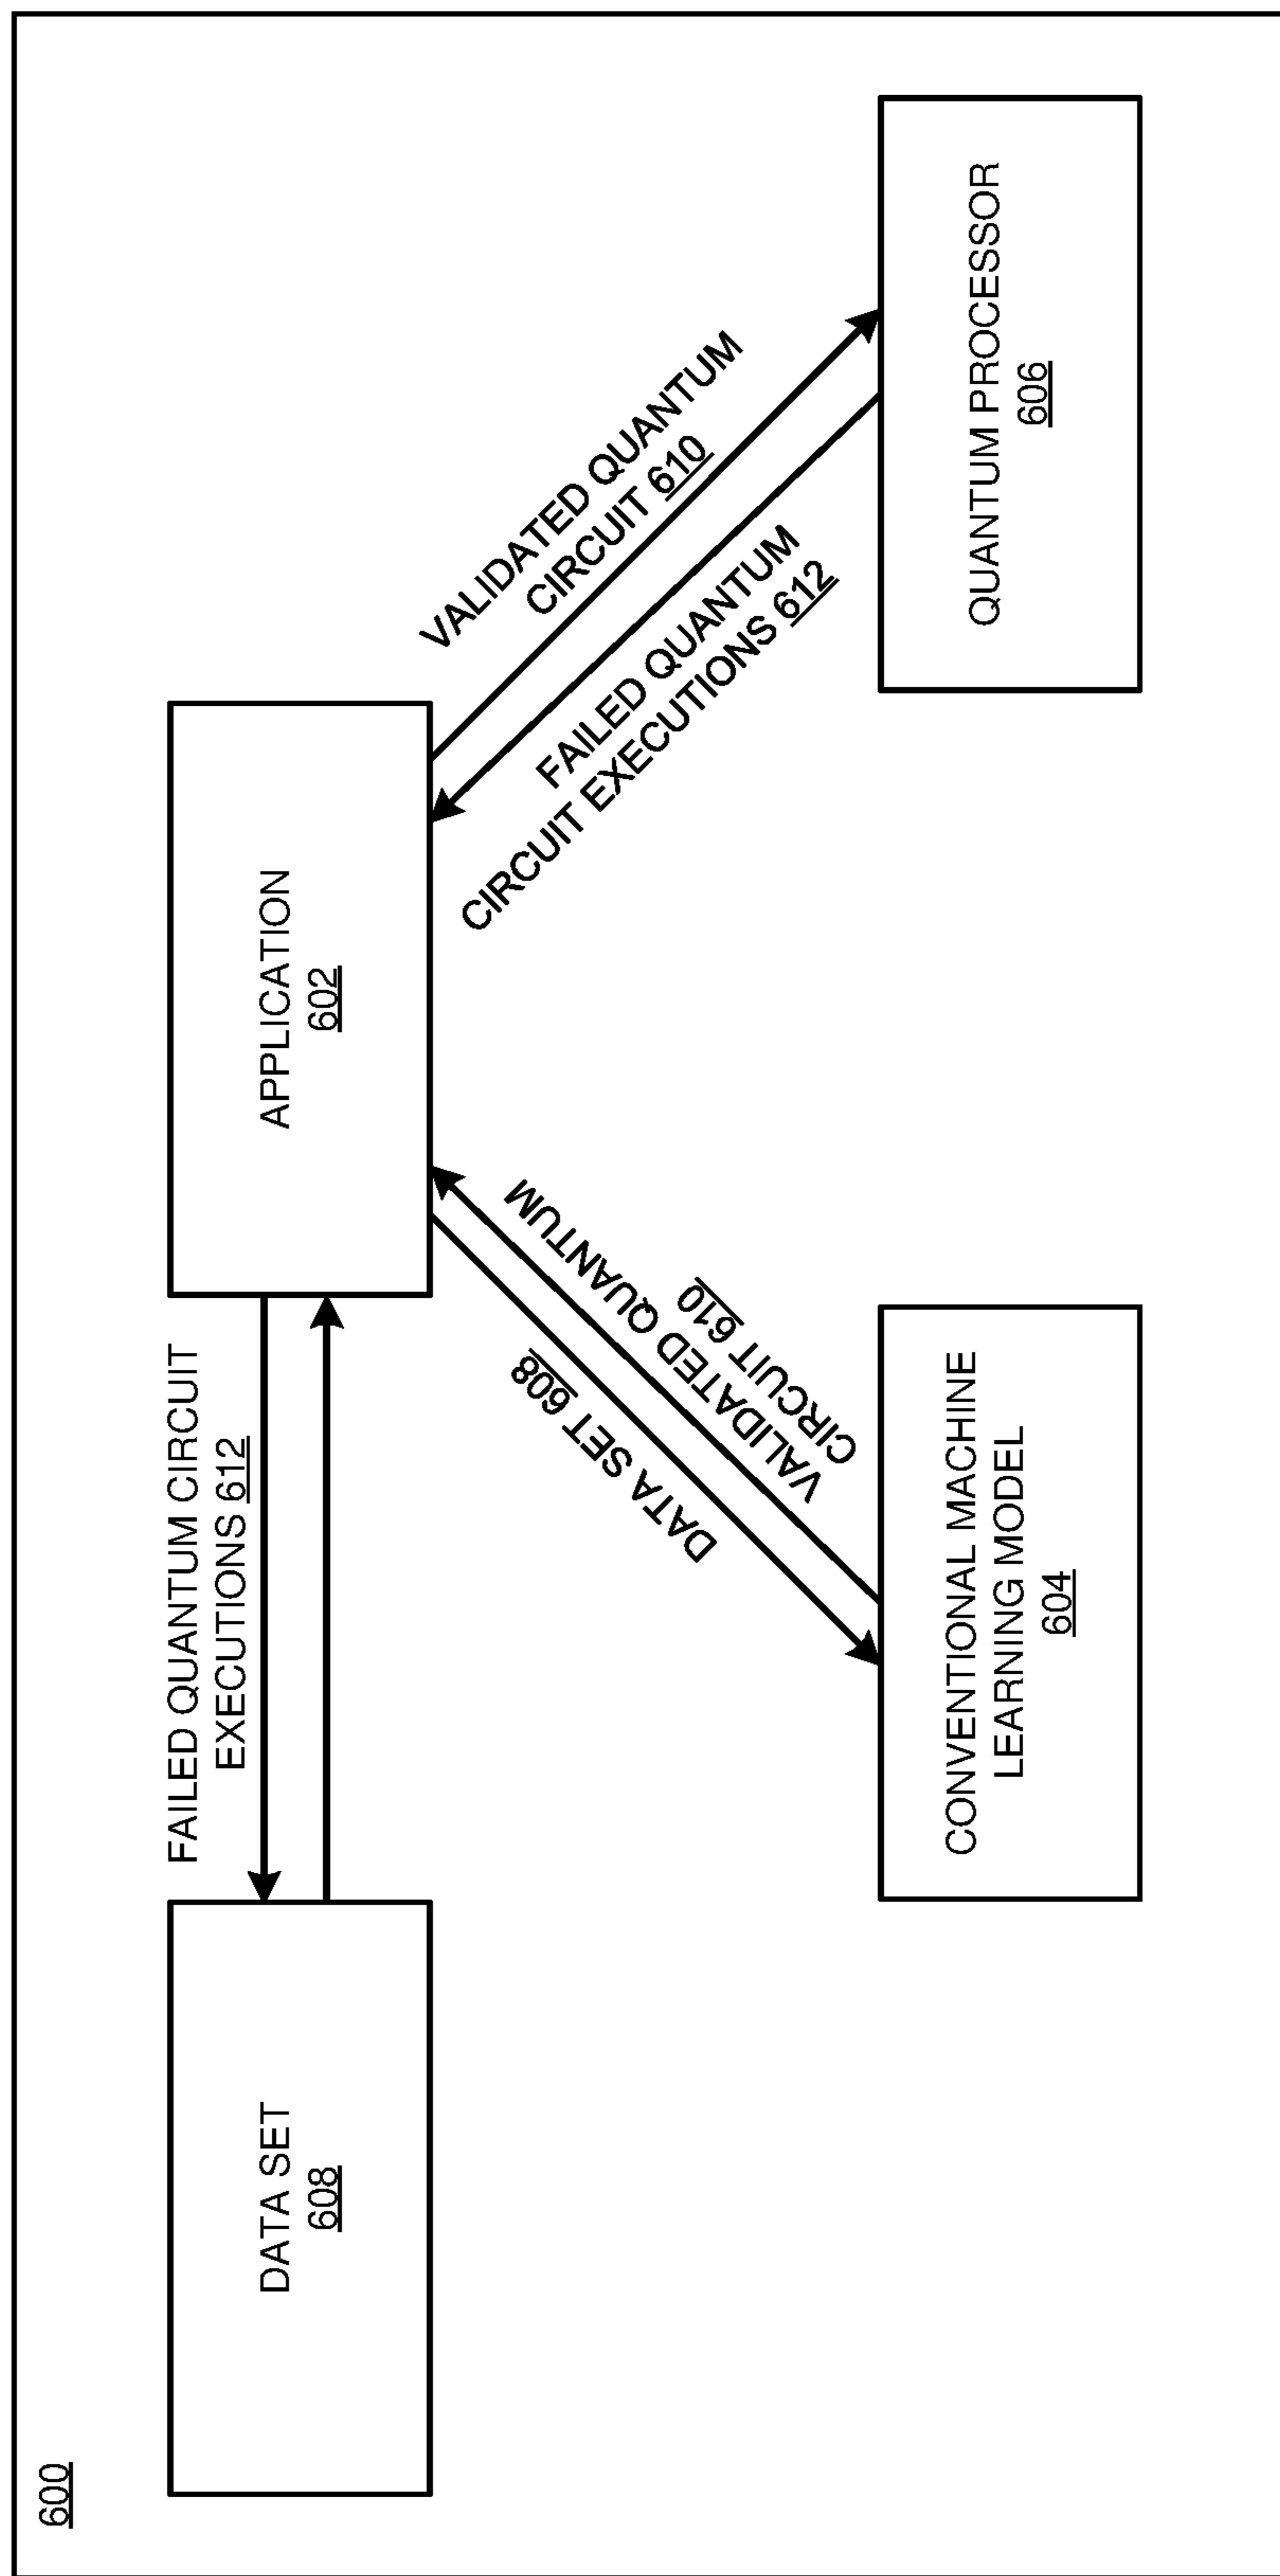 600
DATA SET
608
FAILED QUANTUM CIRCUIT
EXECUTIONS 612
APPLICATION
602
DATA SET 608
VALIDATED QUANTUM
CIRCUIT 610
VALIDATED QUANTUM
CIRCUIT 610
FAILED QUANTUM
CIRCUIT EXECUTIONS 612
CONVENTIONAL MACHINE
LEARNING MODEL
604
QUANTUM PROCESSOR
606